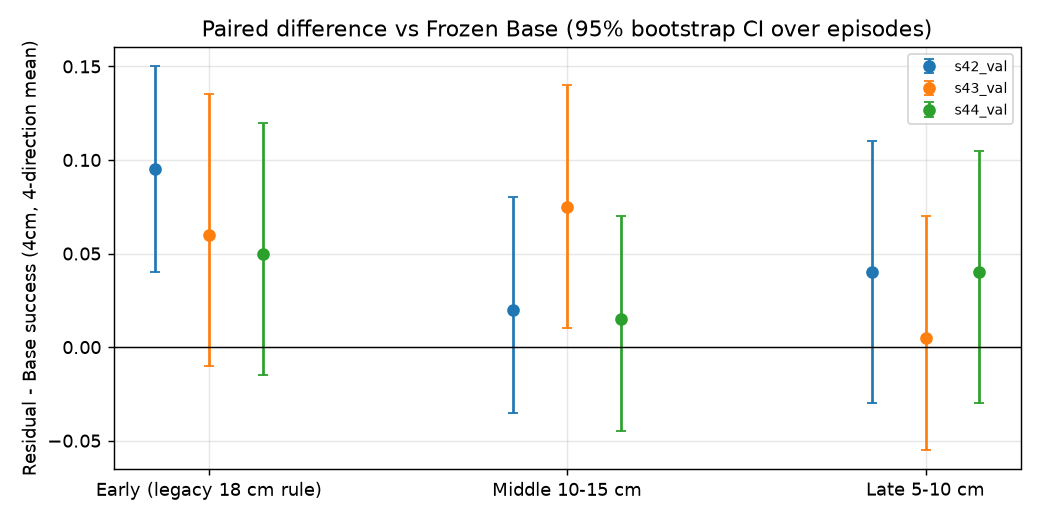 Paired difference vs Frozen Base (95% bootstrap CI over episodes)
Residual - Base success (4cm, 4-direction mean)
0.15
0.10
0.05
0.00
−0.05
s42_val
s43_val
s44_val
Early (legacy 18 cm rule)
Middle 10-15 cm
Late 5-10 cm